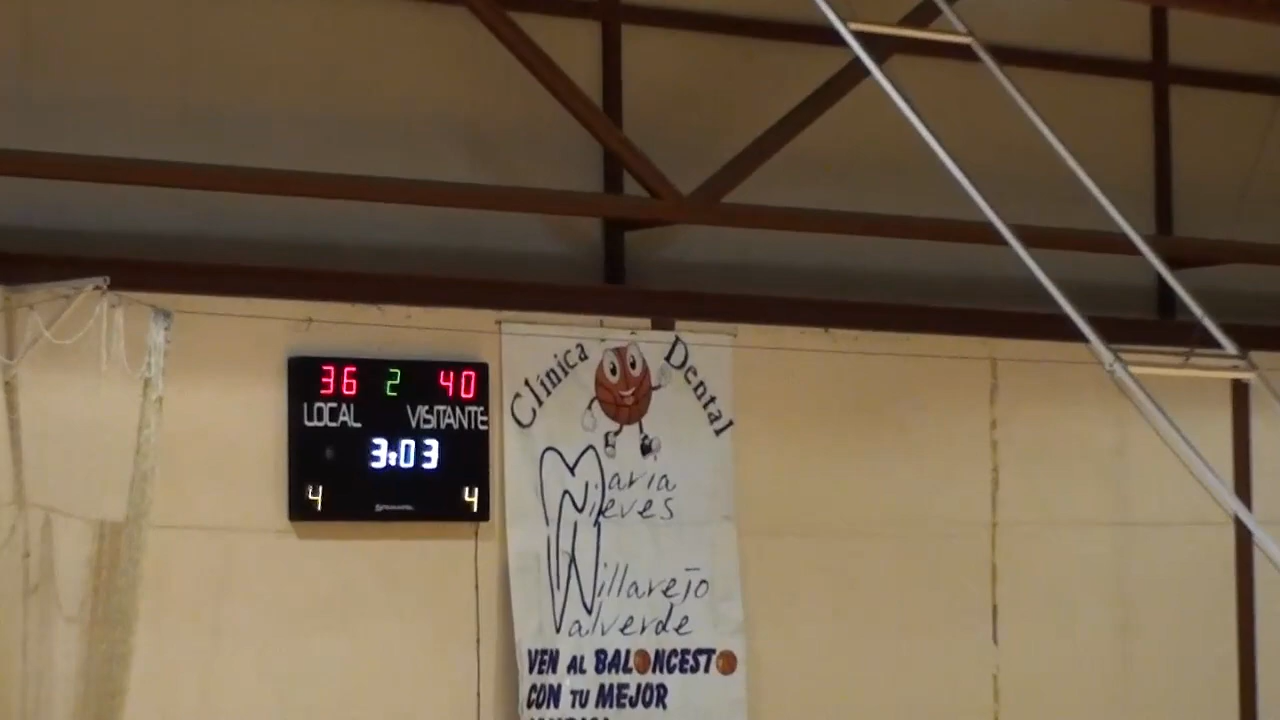 36 2 40
LOCAL VISITANTE
3:03
4 4
Clínica Dental
María
Nieves
Villarejo
Valverde
VEN AL BALONCESTO
CON TU MEJOR